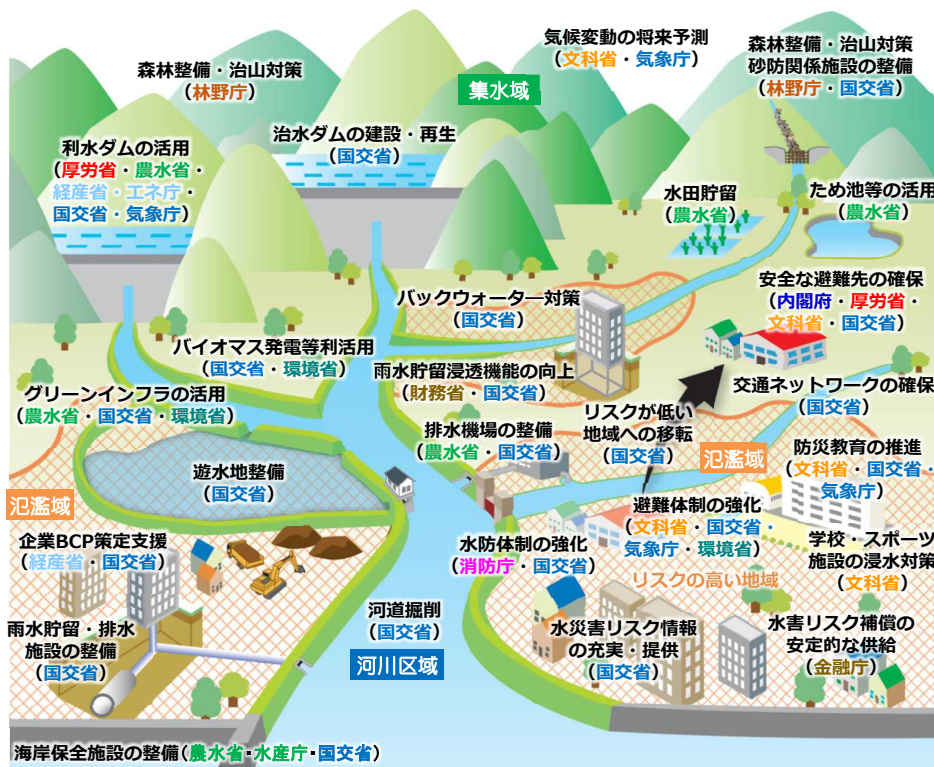 気候変動の将来予測
（文科省・気象庁）
森林整備・治山対策
砂防関係施設の整備
（林野庁・国交省）
森林整備・治山対策
（林野庁）
集水域
治水ダムの建設・再生
（国交省）
利水ダムの活用
（厚労省・農水省・
経産省・エネ庁・
国交省・気象庁）
水田貯留
（農水省）
ため池等の活用
（農水省）
安全な避難先の確保
（内閣府・厚労省・
文科省・国交省）
バックウォーター対策
（国交省）
バイオマス発電等利活用
（国交省・環境省）
雨水貯留浸透機能の向上
（財務省・国交省）
交通ネットワークの確保
（国交省）
グリーンインフラの活用
（農水省・国交省・環境省）
リスクが低い
地域への移転
（国交省）
排水機場の整備
（農水省・国交省）
氾濫域
防災教育の推進
（文科省・国交省・
気象庁）
遊水地整備
（国交省）
氾濫域
避難体制の強化
（文科省・国交省・
気象庁・環境省）
企業BCP策定支援
（経産省・国交省）
水防体制の強化
（消防庁・国交省）
学校・スポーツ
施設の浸水対策
（文科省）
リスクの高い地域
河道掘削
（国交省）
雨水貯留・排水
施設の整備
（国交省）
水災害リスク情報
の充実・提供
（国交省）
水害リスク補償の
安定的な供給
（金融庁）
河川区域
海岸保全施設の整備（農水省・水産庁・国交省）